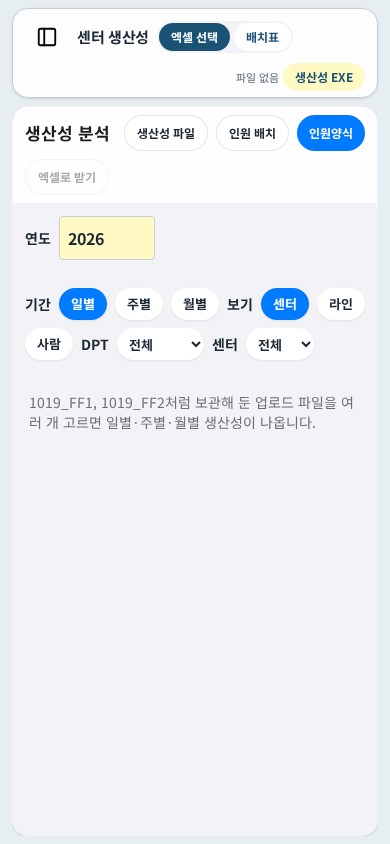 센터 생산성 엑셀 선택 배치표
파일 없음 생산성 EXE
생산성 분석 생산성 파일 인원 배치 인원양식
엑셀로 받기
연도 2026
기간 일별 주별 월별 보기 센터 라인
사람 DPT 전체 센터 전체
1019_FF1, 1019_FF2처럼 보관해 둔 업로드 파일을 여
러 개 고르면 일별·주별·월별 생산성이 나옵니다.